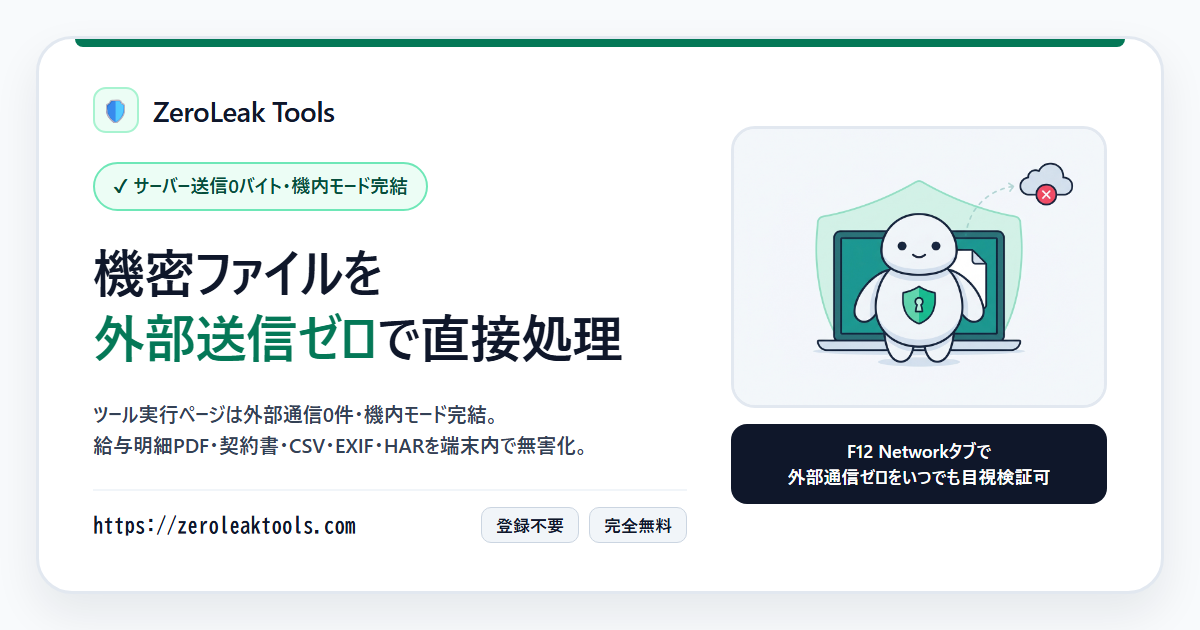 ZeroLeak Tools
✓ サーバー送信0バイト・機内モード完結
機密ファイルを
外部送信ゼロで直接処理
ツール実行ページは外部通信0件・機内モード完結。
給与明細PDF・契約書・CSV・EXIF・HARを端末内で無害化。
https://zeroleaktools.com
登録不要
完全無料
F12 Networkタブで
外部通信ゼロをいつでも目視検証可